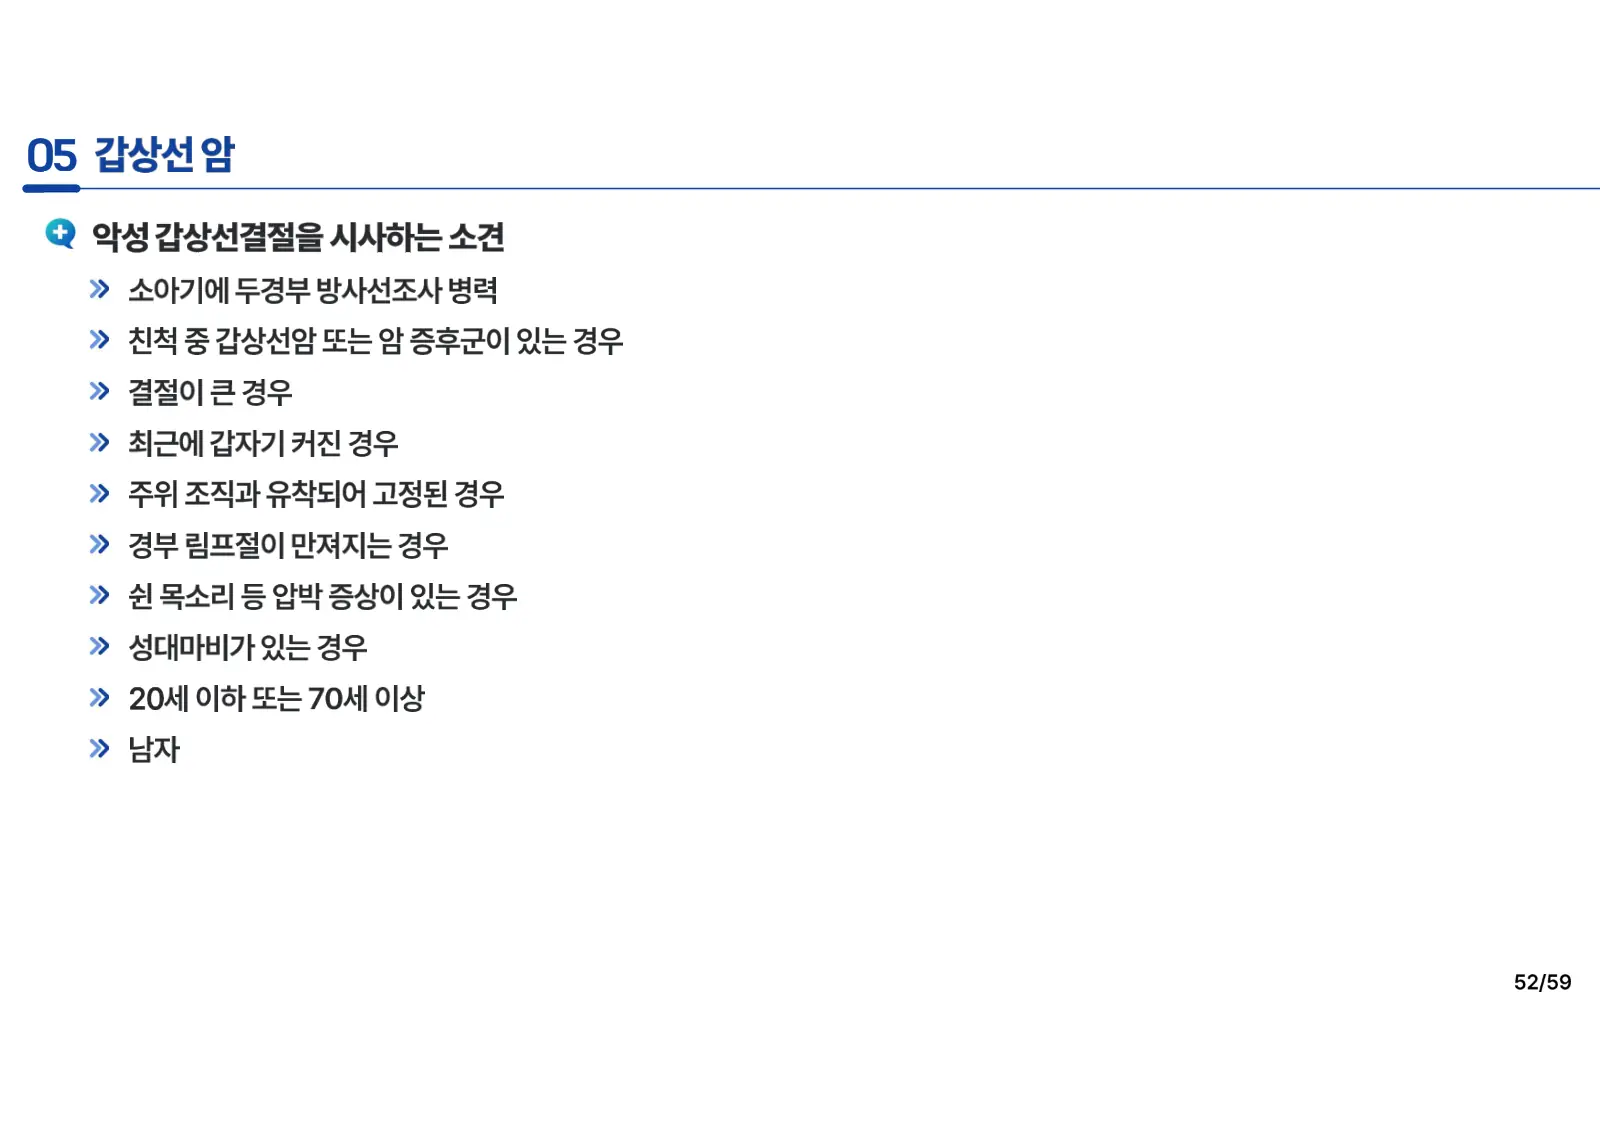 05 갑상선 암
악성 갑상선결절을 시사하는 소견
소아기에 두경부 방사선조사 병력
친척 중 갑상선암 또는 암 증후군이 있는 경우
결절이 큰 경우
최근에 갑자기 커진 경우
주위 조직과 유착되어 고정된 경우
경부 림프절이 만져지는 경우
쉰 목소리 등 압박 증상이 있는 경우
성대마비가 있는 경우
20세 이하 또는 70세 이상
남자
52/59